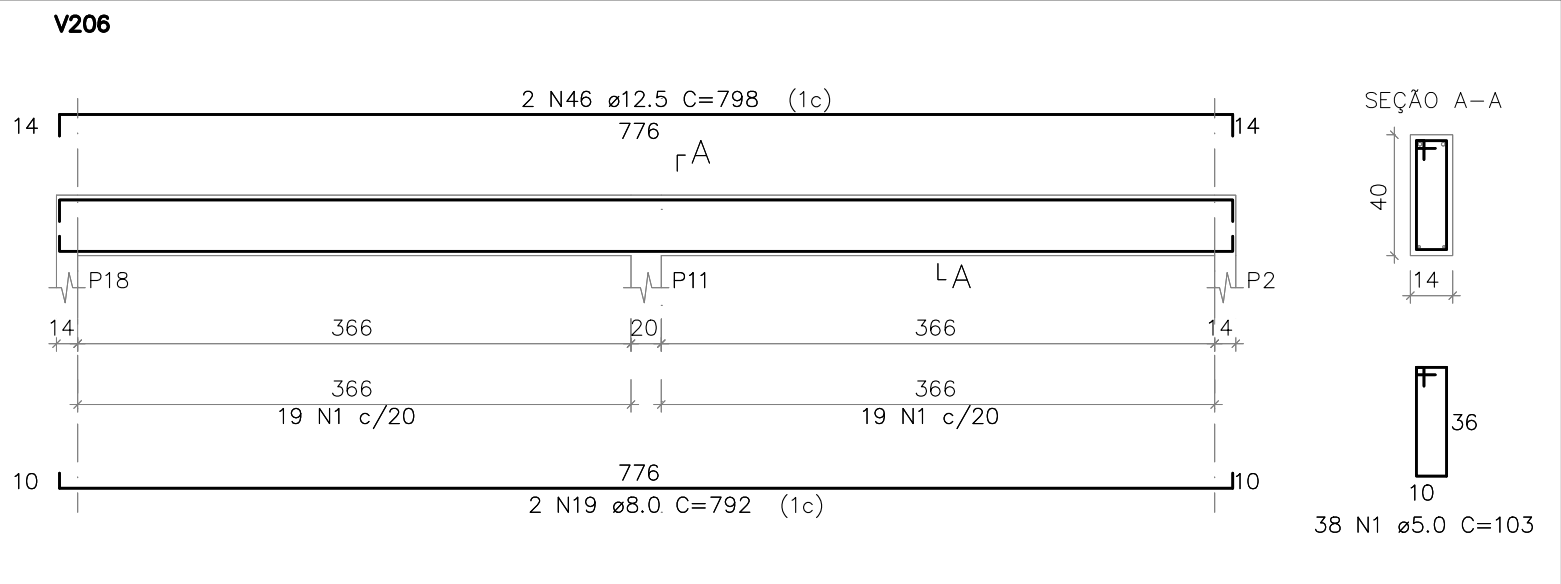 V206
2 N46 ø12.5 C=798 (1c)
14
776
14
A
SEÇÃO A-A
40
14
P18
P11
A
P2
14
366
20
366
14
366
366
19 N1 c/20
19 N1 c/20
36
10
776
10
2 N19 ø8.0 C=792 (1c)
10
38 N1 ø5.0 C=103